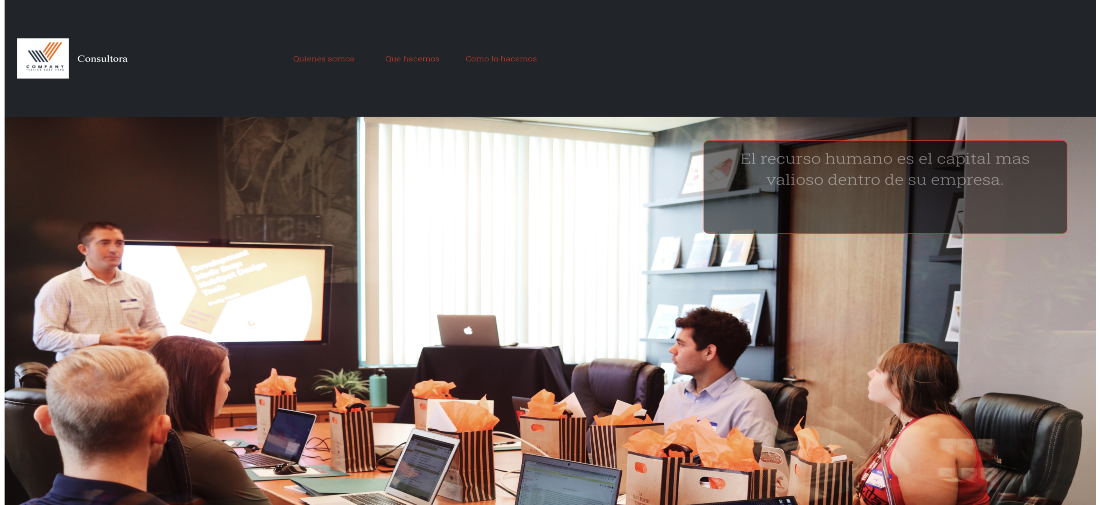 COMPANY
Consultora
Quienes somos
Que hacemos
Como lo hacemos
El recurso humano es el capital mas
valioso dentro de su empresa.
Development